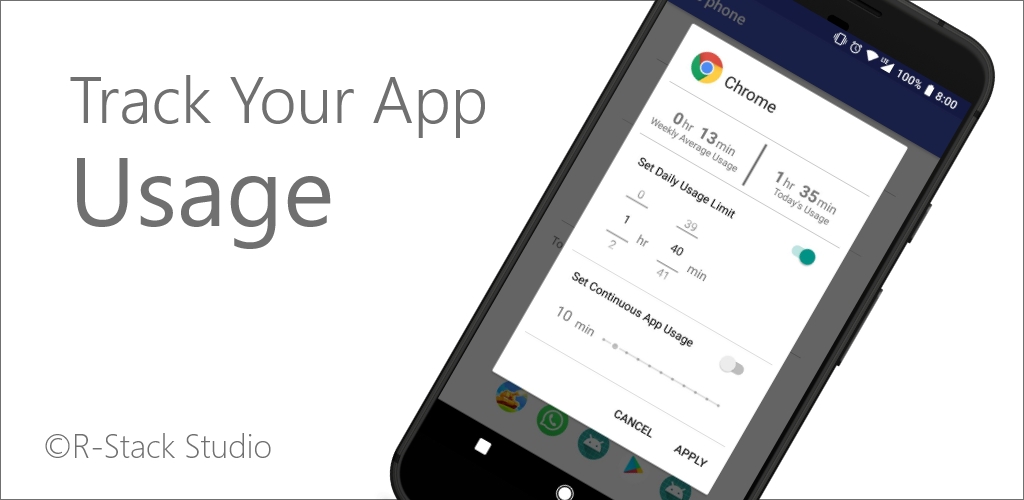 Track Your App
Usage
©R-Stack Studio
phone
LTE 100% 8:00
Chrome
0hr 13min
Weekly Average Usage
1hr 35min
Today's Usage
Set Daily Usage Limit
0 39
1 hr 40 min
2 41
To
Set Continuous App Usage
10 min
CANCEL APPLY